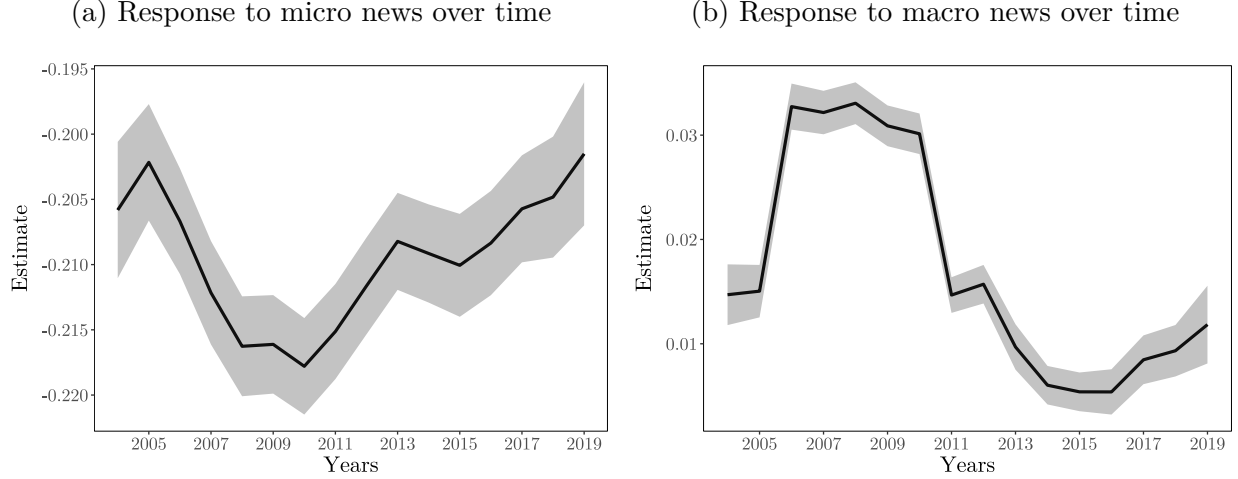 (a) Response to micro news over time
-0.195
-0.200
-0.205
-0.210
-0.215
-0.220
Estimate
2005 2007 2009 2011 2013 2015 2017 2019
Years
(b) Response to macro news over time
0.03
0.02
0.01
Estimate
2005 2007 2009 2011 2013 2015 2017 2019
Years